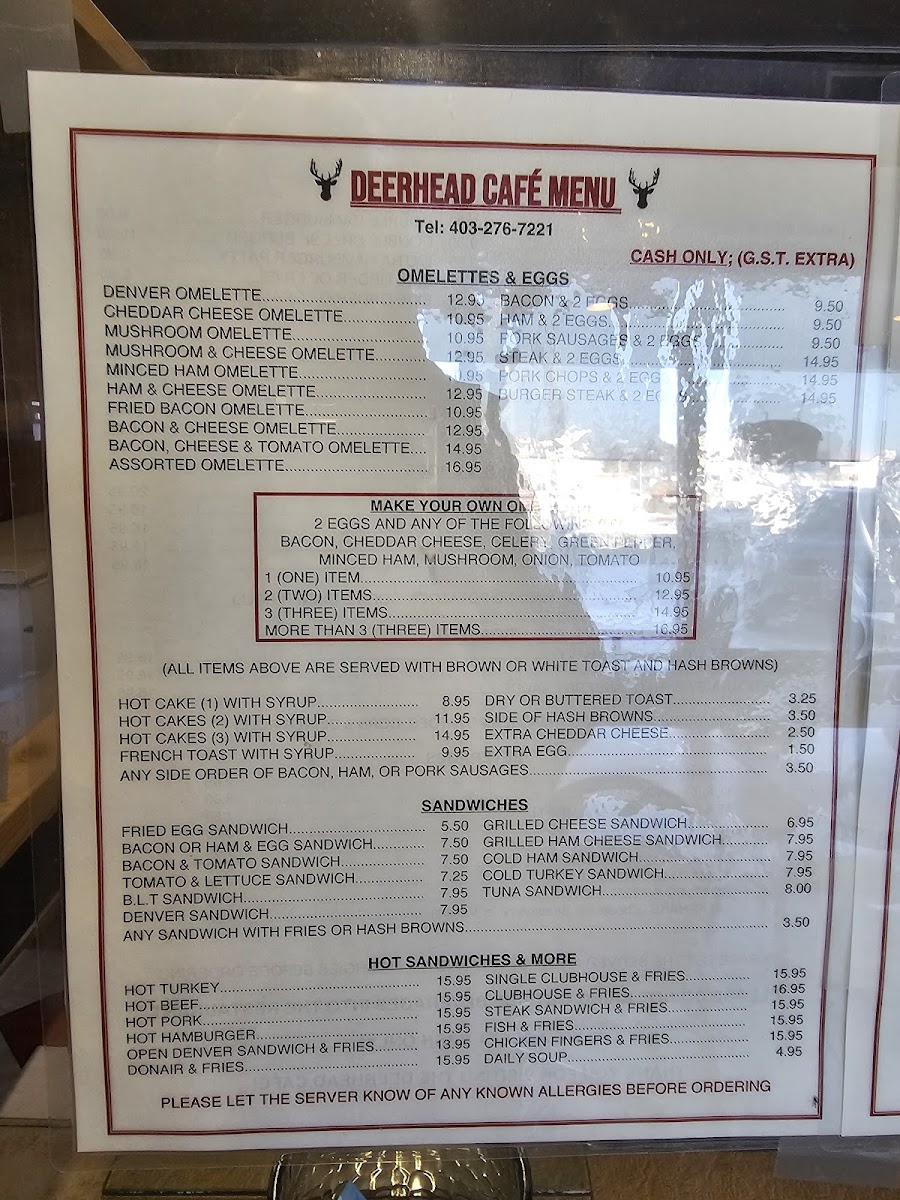 DEERHEAD CAFÉ MENU
Tel: 403-276-7221
CASH ONLY; (G.S.T. EXTRA)
OMELETTES & EGGS
DENVER OMELETTE 12.95
CHEDDAR CHEESE OMELETTE 10.95
MUSHROOM OMELETTE 10.95
MUSHROOM & CHEESE OMELETTE 12.95
MINCED HAM OMELETTE 10.95
HAM & CHEESE OMELETTE 12.95
FRIED BACON OMELETTE 10.95
BACON & CHEESE OMELETTE 12.95
BACON, CHEESE & TOMATO OMELETTE 14.95
ASSORTED OMELETTE 16.95
BACON & 2 EGGS 9.50
HAM & 2 EGGS 9.50
PORK SAUSAGES & 2 EGGS 9.50
STEAK & 2 EGGS 14.95
PORK CHOPS & 2 EGGS 14.95
BURGER STEAK & 2 EGGS 14.95
MAKE YOUR OWN
2 EGGS AND ANY OF THE FOLLOWING
BACON, CHEDDAR CHEESE, CELERY, GREEN PEPPER,
MINCED HAM, MUSHROOM, ONION, TOMATO
1 (ONE) ITEM 10.95
2 (TWO) ITEMS 12.95
3 (THREE) ITEMS 14.95
MORE THAN 3 (THREE) ITEMS 16.95
(ALL ITEMS ABOVE ARE SERVED WITH BROWN OR WHITE TOAST AND HASH BROWNS)
HOT CAKE (1) WITH SYRUP 8.95
HOT CAKES (2) WITH SYRUP 11.95
HOT CAKES (3) WITH SYRUP 14.95
FRENCH TOAST WITH SYRUP 9.95
DRY OR BUTTERED TOAST 3.25
SIDE OF HASH BROWNS 3.50
EXTRA CHEDDAR CHEESE 2.50
EXTRA EGG 1.50
ANY SIDE ORDER OF BACON, HAM, OR PORK SAUSAGES 3.50
SANDWICHES
FRIED EGG SANDWICH 5.50
BACON OR HAM & EGG SANDWICH 7.50
BACON & TOMATO SANDWICH 7.50
TOMATO & LETTUCE SANDWICH 7.25
B.L.T SANDWICH 7.95
DENVER SANDWICH 7.95
GRILLED CHEESE SANDWICH 6.95
GRILLED HAM CHEESE SANDWICH 7.95
COLD HAM SANDWICH 7.95
COLD TURKEY SANDWICH 7.95
TUNA SANDWICH 8.00
ANY SANDWICH WITH FRIES OR HASH BROWNS 3.50
HOT SANDWICHES & MORE
HOT TURKEY 15.95
HOT BEEF 15.95
HOT PORK 15.95
HOT HAMBURGER 15.95
OPEN DENVER SANDWICH & FRIES 13.95
DONAIR & FRIES 15.95
SINGLE CLUBHOUSE & FRIES 15.95
CLUBHOUSE & FRIES 16.95
STEAK SANDWICH & FRIES 15.95
FISH & FRIES 15.95
CHICKEN FINGERS & FRIES 15.95
DAILY SOUP 4.95
PLEASE LET THE SERVER KNOW OF ANY KNOWN ALLERGIES BEFORE ORDERING